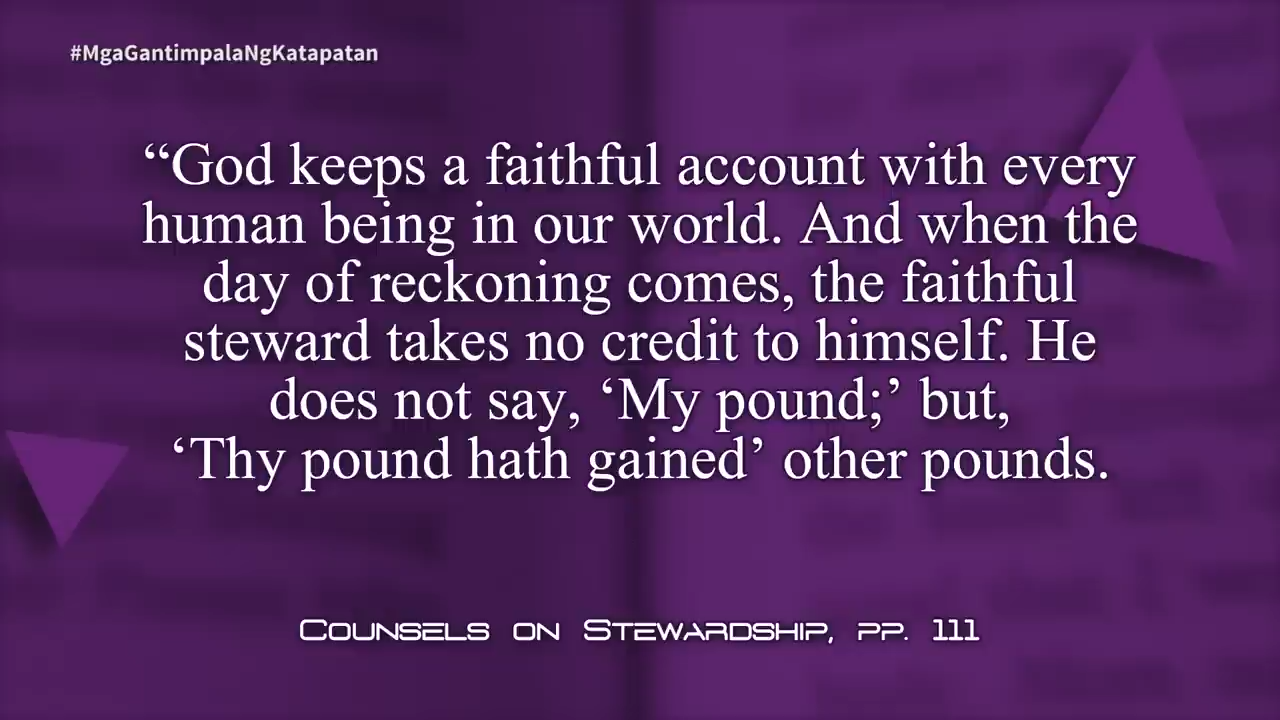 #MgaGantimpalaNgKatapatan
“God keeps a faithful account with every
human being in our world. And when the
day of reckoning comes, the faithful
steward takes no credit to himself. He
does not say, ‘My pound;’ but,
‘Thy pound hath gained’ other pounds.
Counsels on Stewardship, pp. 111